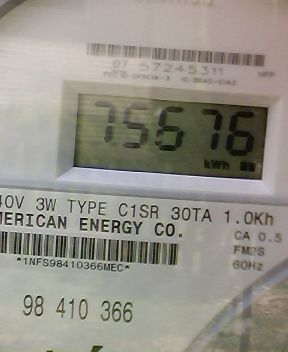 07 57245311
75676
kWh
40V 3W TYPE C1SR 30TA 1.0Kh
MERICAN ENERGY CO.
CA 0.5
FM2S
*1NFS98410366MEC*
60Hz
98 410 366